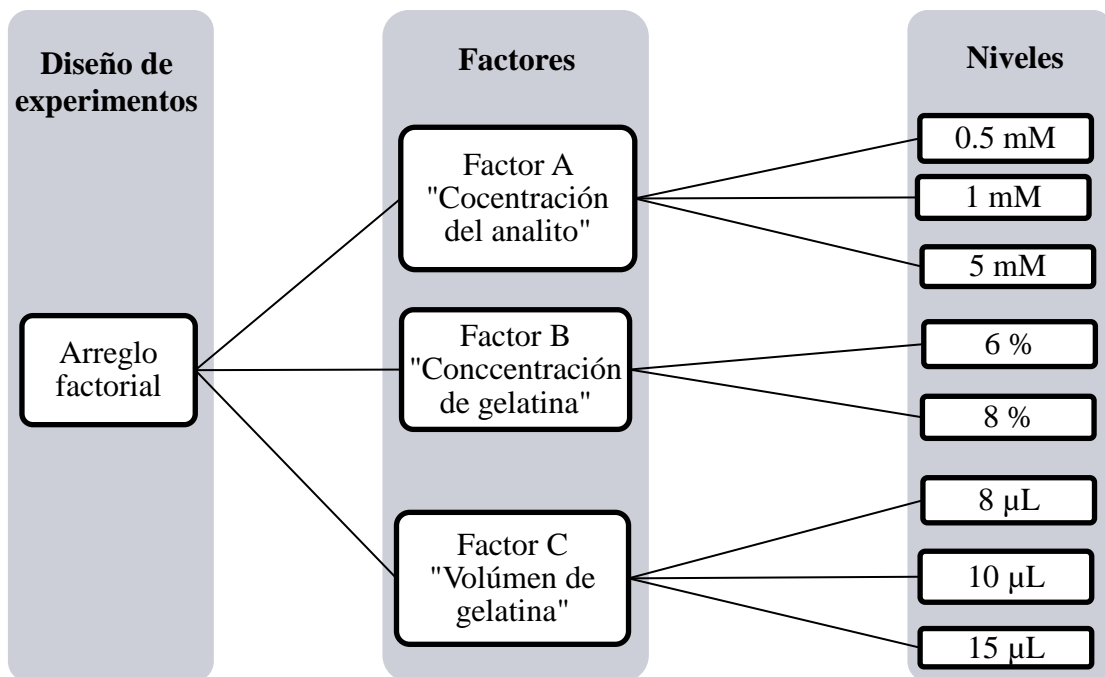 Diseño de
experimentos
Arreglo
factorial
Factores
Factor A
"Cocentración
del analito"
Factor B
"Conccentración
de gelatina"
Factor C
"Volúmen de
gelatina"
Niveles
0.5 mM
1 mM
5 mM
6 %
8 %
8 µL
10 µL
15 µL